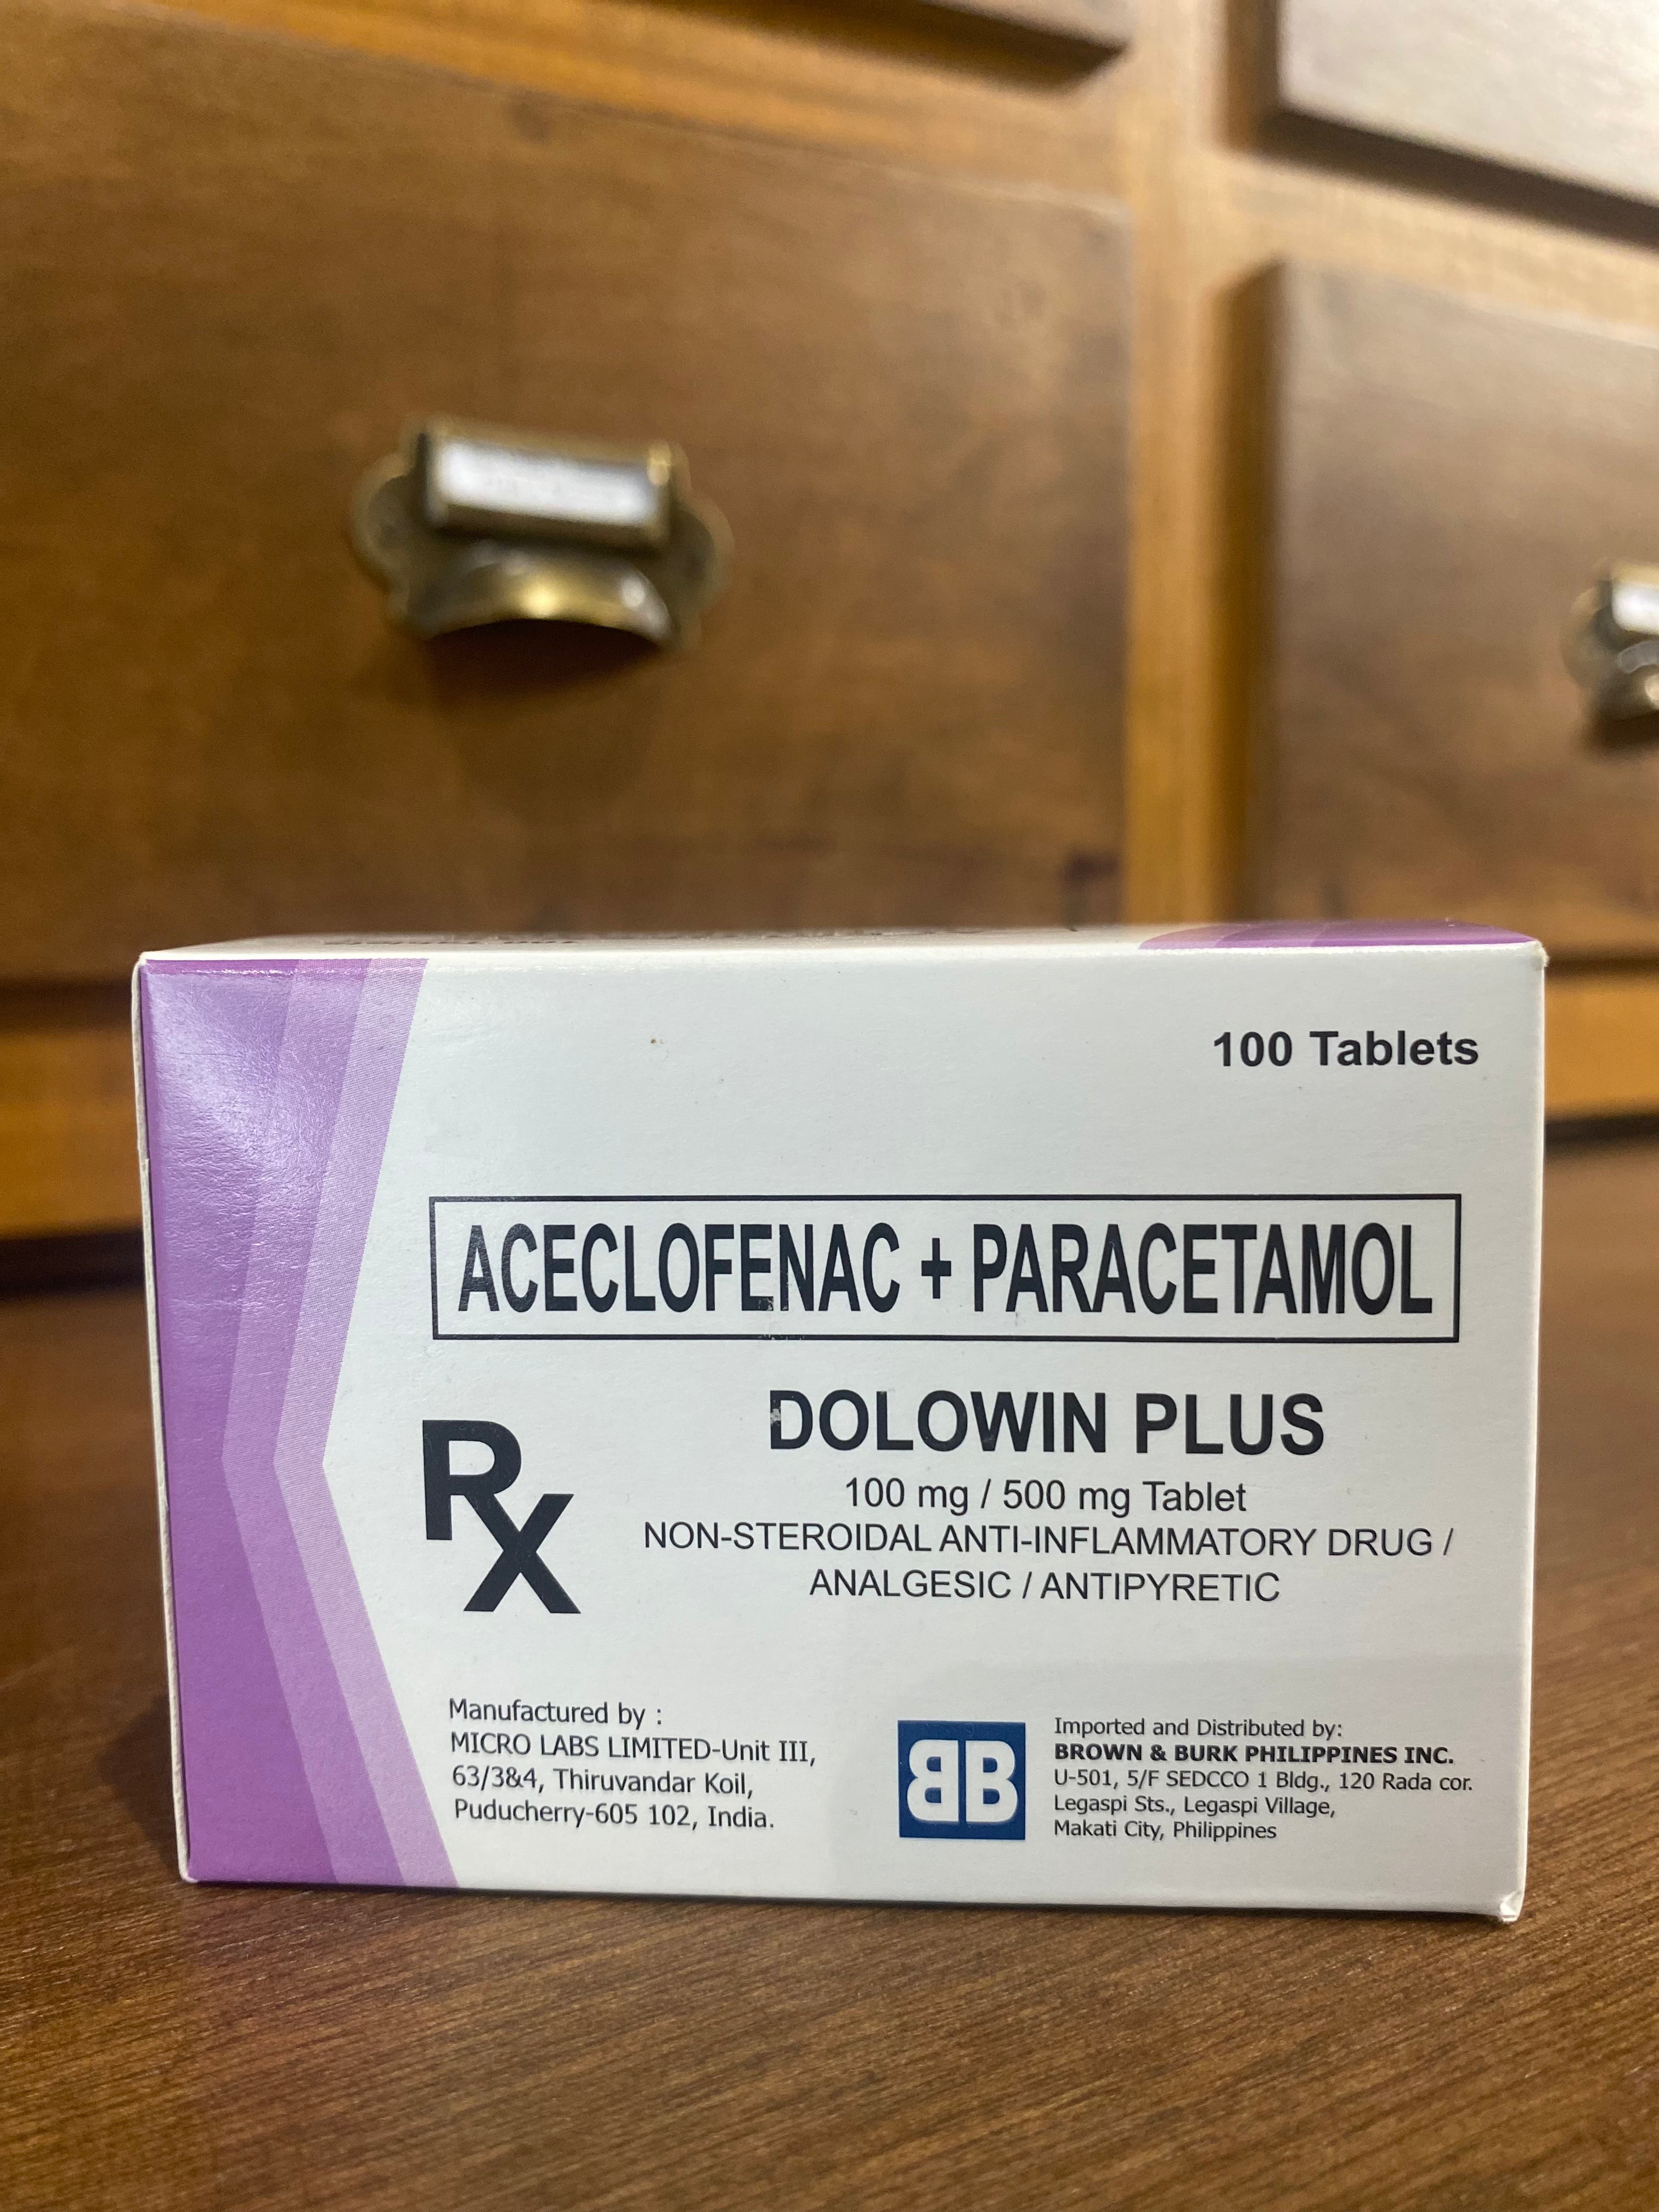 100 Tablets
ACECLOFENAC + PARACETAMOL
Rx
DOLOWIN PLUS
100 mg / 500 mg Tablet
NON-STEROIDAL ANTI-INFLAMMATORY DRUG /
ANALGESIC / ANTIPYRETIC
Manufactured by :
MICRO LABS LIMITED-Unit III,
63/3&4, Thiruvandar Koil,
Puducherry-605 102, India.
BB
Imported and Distributed by:
BROWN & BURK PHILIPPINES INC.
U-501, 5/F SEDCCO 1 Bldg., 120 Rada cor.
Legaspi Sts., Legaspi Village,
Makati City, Philippines